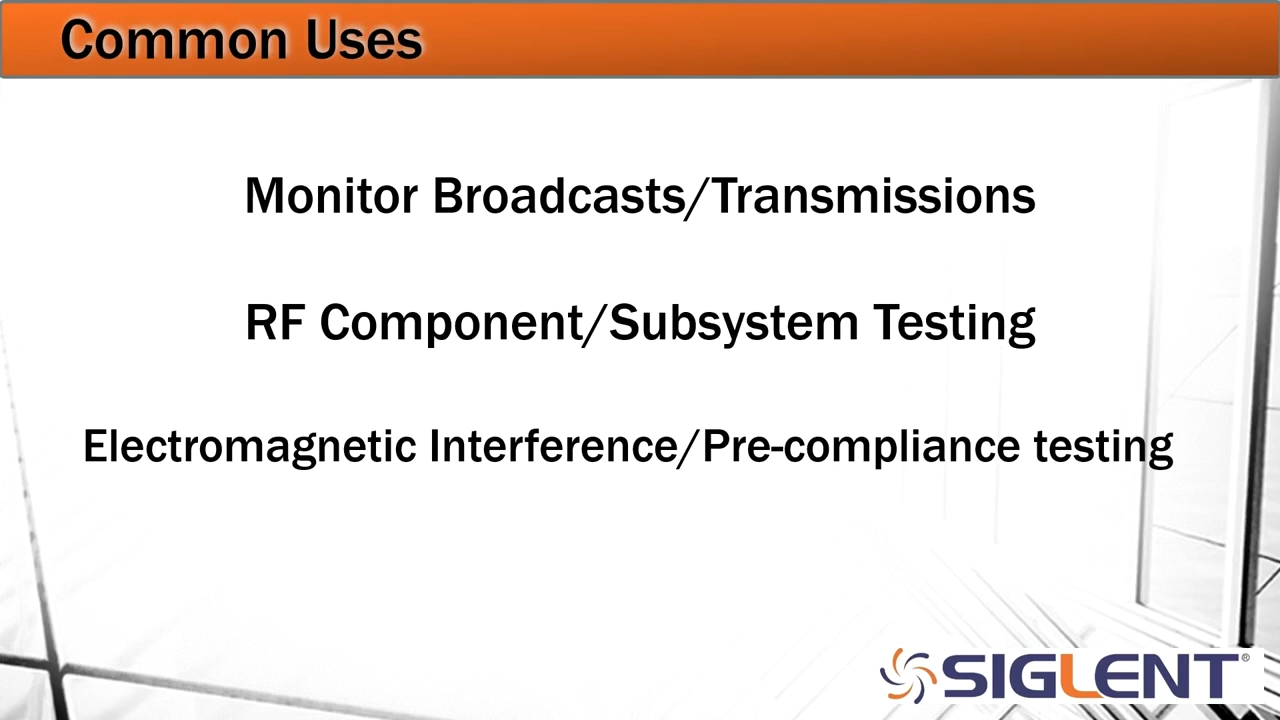 Common Uses
Monitor Broadcasts/Transmissions
RF Component/Subsystem Testing
Electromagnetic Interference/Pre-compliance testing
SIGLENT®